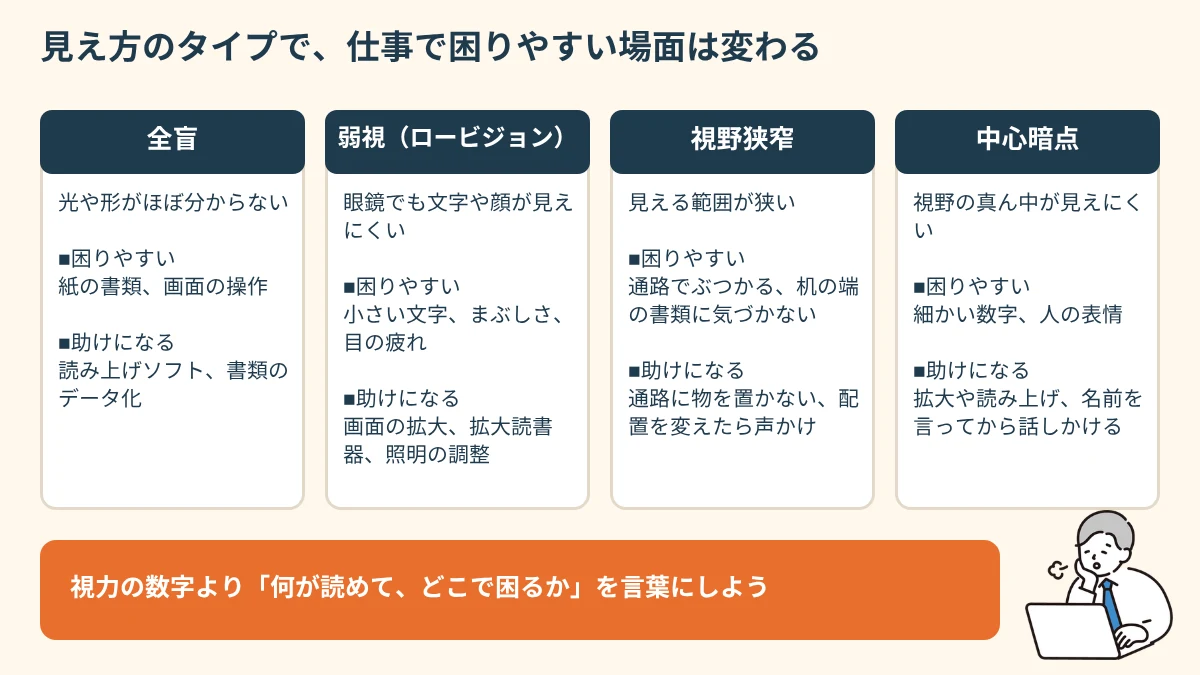 見え方のタイプで、仕事で困りやすい場面は変わる
全盲
光や形がほぼ分からない
■困りやすい
紙の書類、画面の操作
■助けになる
読み上げソフト、書類の
データ化
弱視（ロービジョン）
眼鏡でも文字や顔が見え
にくい
■困りやすい
小さい文字、まぶしさ、
目の疲れ
■助けになる
画面の拡大、拡大読書
器、照明の調整
視野狭窄
見える範囲が狭い
■困りやすい
通路でぶつかる、机の端
の書類に気づかない
■助けになる
通路に物を置かない、配
置を変えたら声かけ
中心暗点
視野の真ん中が見えにく
い
■困りやすい
細かい数字、人の表情
■助けになる
拡大や読み上げ、名前を
言ってから話しかける
視力の数字より「何が読めて、どこで困るか」を言葉にしよう